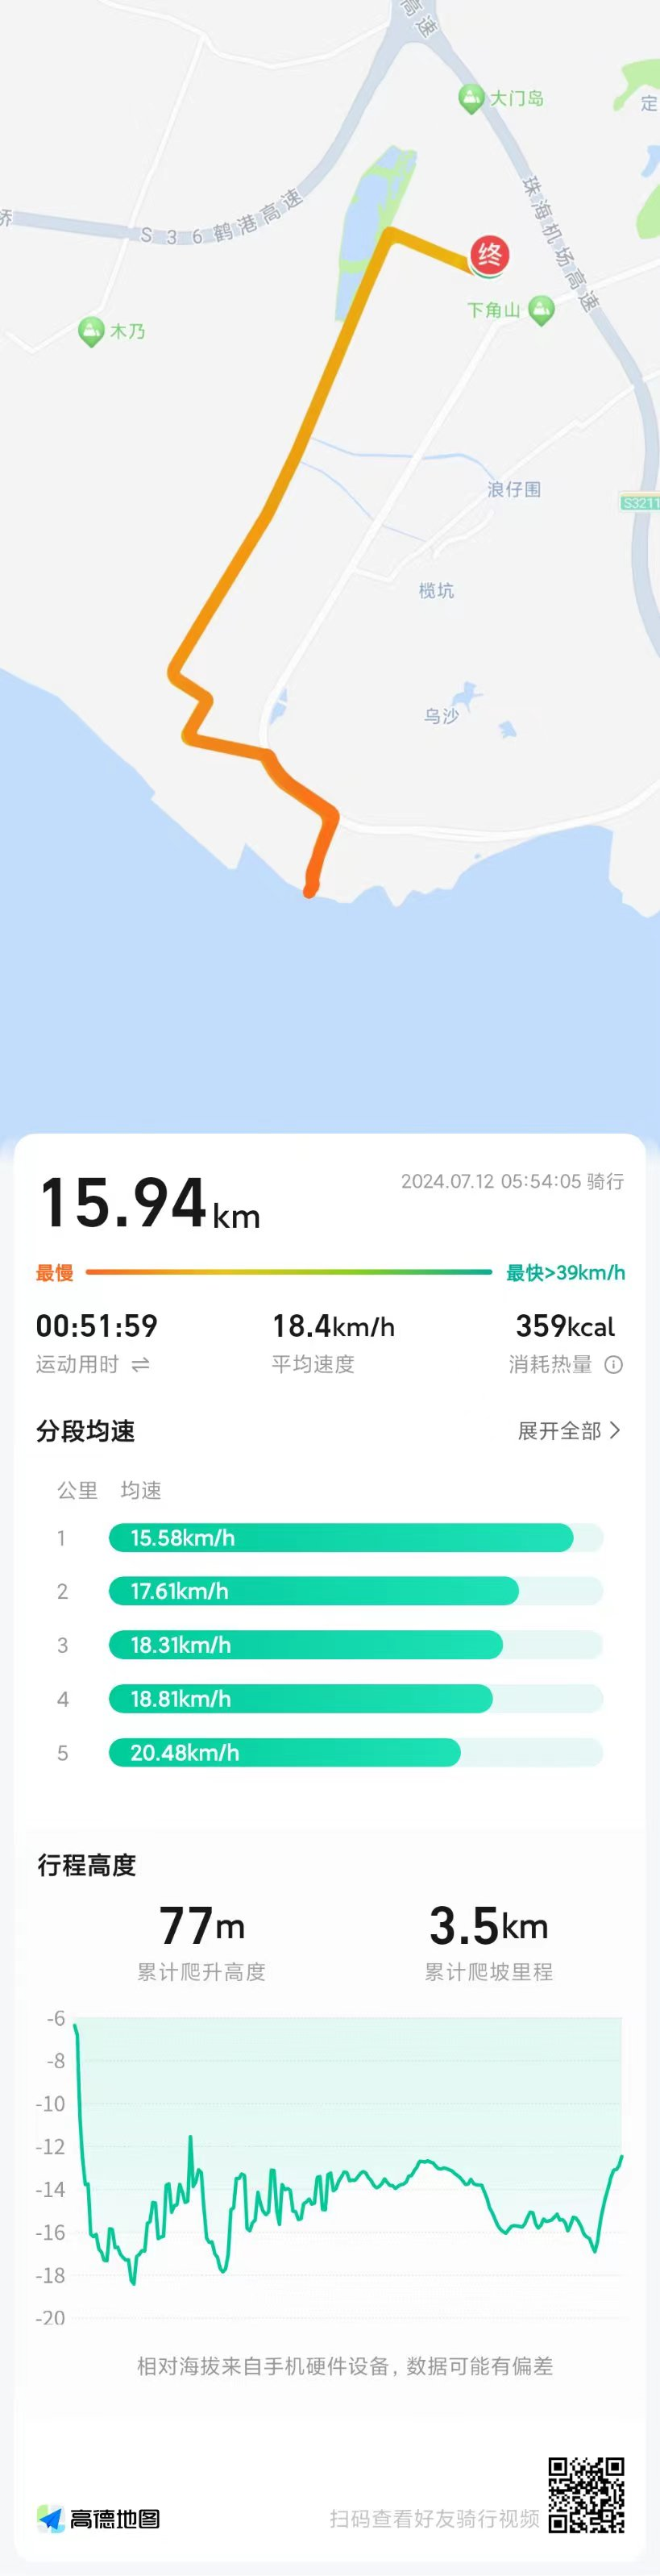 高速
大门岛
定
桥
S36鹤港高速
珠海机场高速
终
下角山
木乃
浪仔围
S3211
榄坑
乌沙
15.94km
2024.07.12 05:54:05 骑行
最慢
最快>39km/h
00:51:59
18.4km/h
359kcal
运动用时
平均速度
消耗热量
分段均速
展开全部
公里 均速
1 15.58km/h
2 17.61km/h
3 18.31km/h
4 18.81km/h
5 20.48km/h
行程高度
77m
3.5km
累计爬升高度
累计爬坡里程
-6
-8
-10
-12
-14
-16
-18
-20
相对海拔来自手机硬件设备，数据可能有偏差
高德地图
扫码查看好友骑行视频